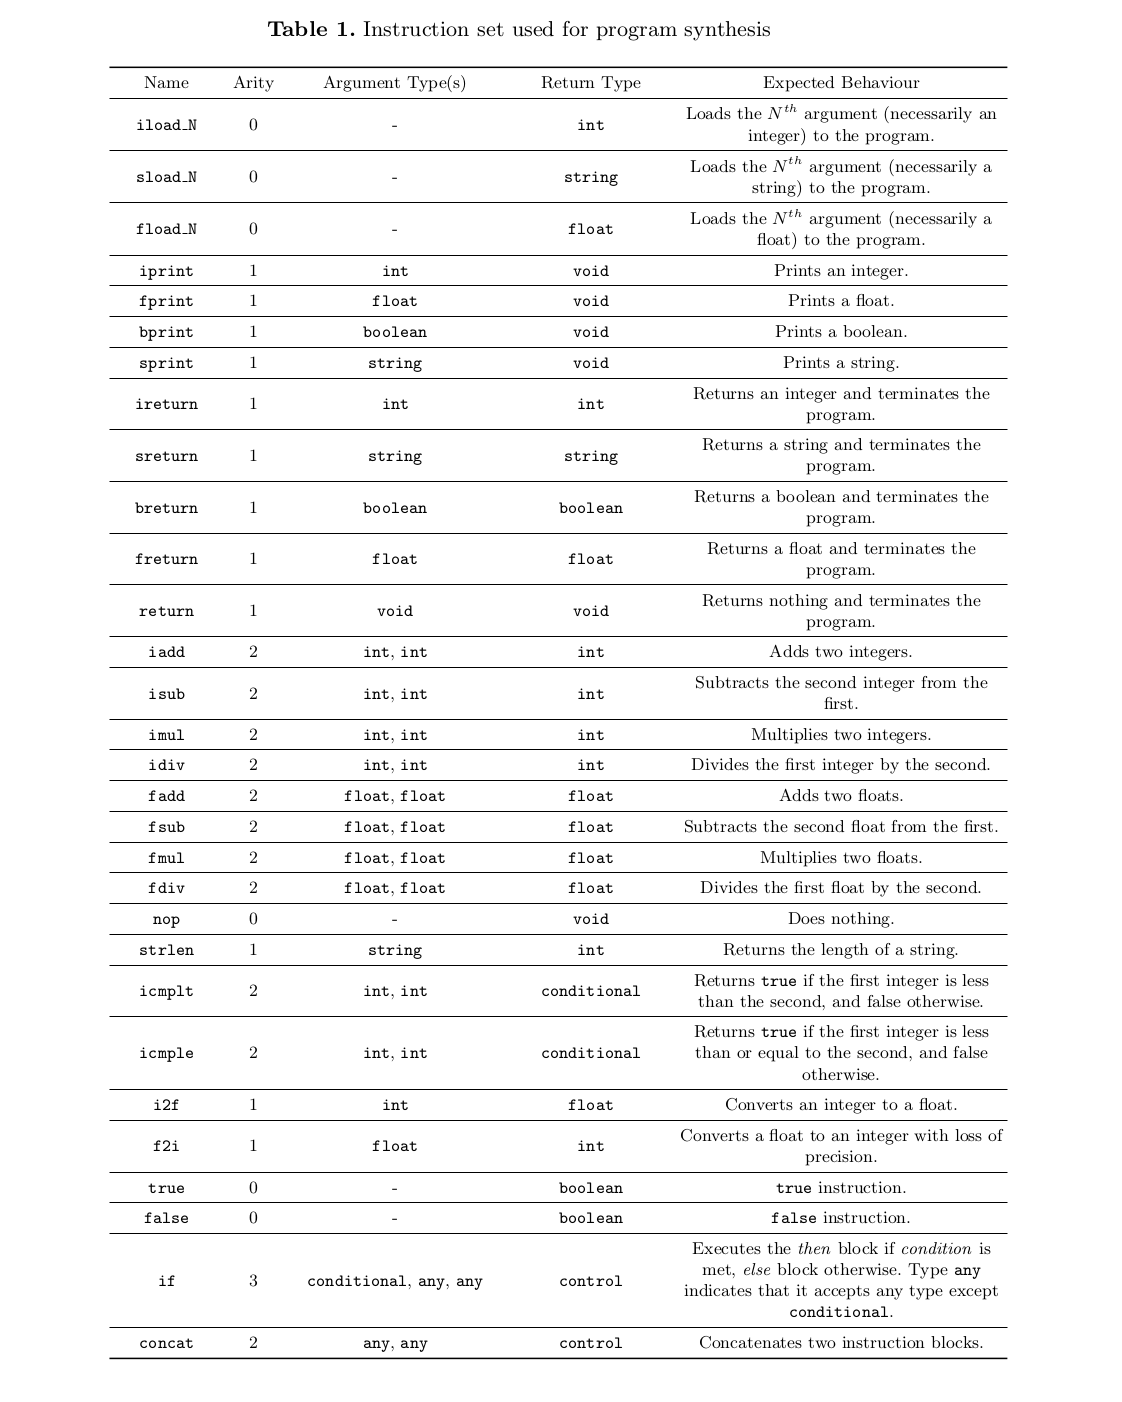 Table 1. Instruction set used for program synthesis
Name Arity Argument Type(s) Return Type Expected Behaviour
iload_N 0 - int Loads the N^th argument (necessarily an
integer) to the program.
sload_N 0 - string Loads the N^th argument (necessarily a
string) to the program.
fload_N 0 - float Loads the N^th argument (necessarily a
float) to the program.
iprint 1 int void Prints an integer.
fprint 1 float void Prints a float.
bprint 1 boolean void Prints a boolean.
sprint 1 string void Prints a string.
ireturn 1 int int Returns an integer and terminates the
program.
sreturn 1 string string Returns a string and terminates the
program.
breturn 1 boolean boolean Returns a boolean and terminates the
program.
freturn 1 float float Returns a float and terminates the
program.
return 1 void void Returns nothing and terminates the
program.
iadd 2 int, int int Adds two integers.
isub 2 int, int int Subtracts the second integer from the
first.
imul 2 int, int int Multiplies two integers.
idiv 2 int, int int Divides the first integer by the second.
fadd 2 float, float float Adds two floats.
fsub 2 float, float float Subtracts the second float from the first.
fmul 2 float, float float Multiplies two floats.
fdiv 2 float, float float Divides the first float by the second.
nop 0 - void Does nothing.
strlen 1 string int Returns the length of a string.
icmplt 2 int, int conditional Returns true if the first integer is less
than the second, and false otherwise.
icmple 2 int, int conditional Returns true if the first integer is less
than or equal to the second, and false
otherwise.
i2f 1 int float Converts an integer to a float.
f2i 1 float int Converts a float to an integer with loss of
precision.
true 0 - boolean true instruction.
false 0 - boolean false instruction.
if 3 conditional, any, any control Executes the then block if condition is
met, else block otherwise. Type any
indicates that it accepts any type except
conditional.
concat 2 any, any control Concatenates two instruction blocks.